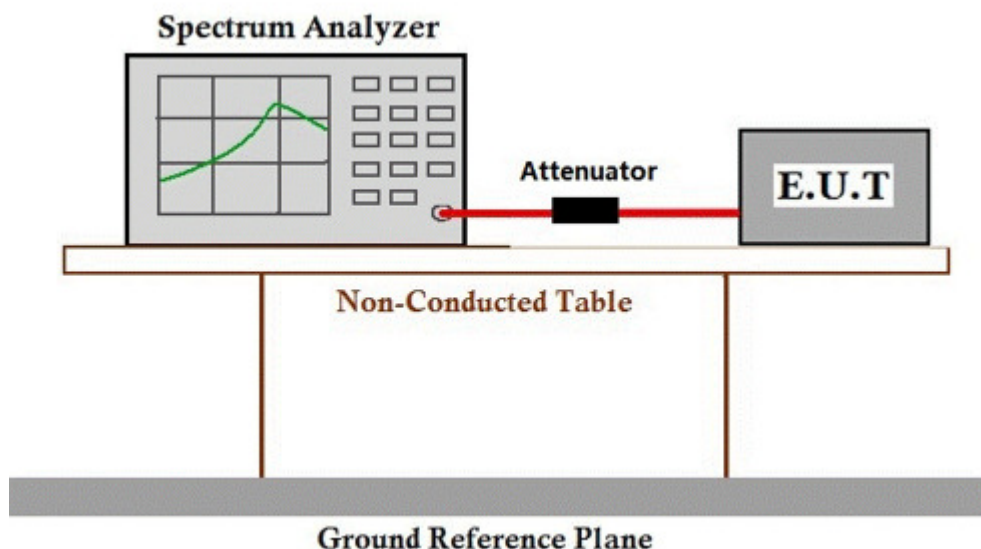 Spectrum Analyzer
Attenuator
E.U.T
Non-Conducted Table
Ground Reference Plane